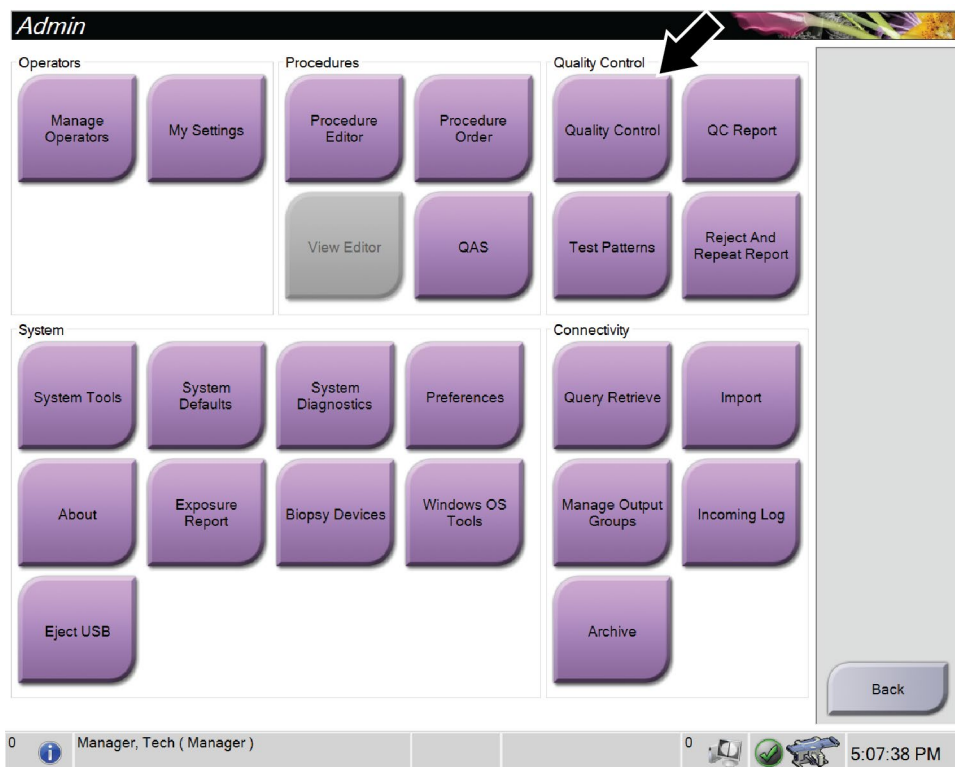 Admin
Operators
Manage
Operators
My Settings
Procedures
Procedure
Editor
Procedure
Order
View Editor
QAS
Quality Control
Quality Control
QC Report
Test Patterns
Reject And
Repeat Report
System
System Tools
System
Defaults
System
Diagnostics
Preferences
About
Exposure
Report
Biopsy Devices
Windows OS
Tools
Eject USB
Connectivity
Query Retrieve
Import
Manage Output
Groups
Incoming Log
Archive
Back
0
Manager, Tech ( Manager )
0
5:07:38 PM